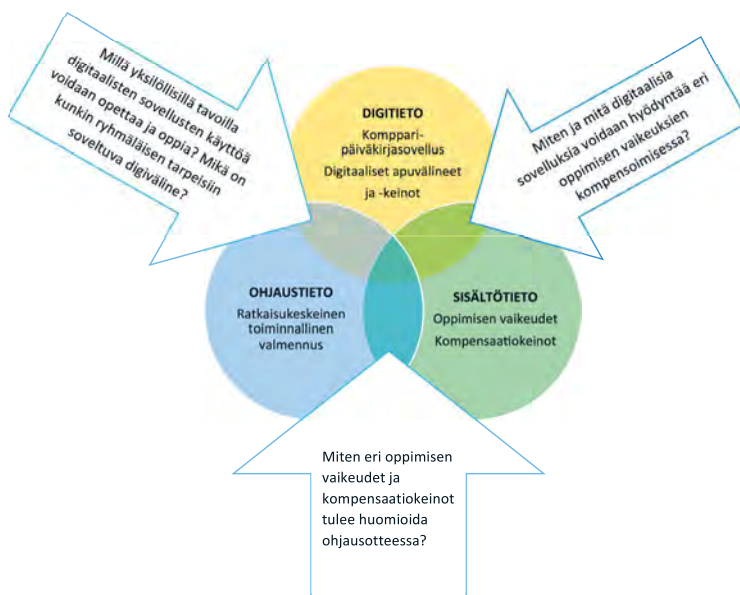 Millä yksilöllisillä tavoilla
digitaalisten sovellusten käyttöä
voidaan opettaa ja oppia? Mikä on
kunkin ryhmäläisen tarpeisiin
soveltuva digiväline?
Miten ja mitä digitaalisia
sovelluksia voidaan hyödyntää eri
oppimisen vaikeuksien
kompensoimisessa?
DIGITIETO
Komppari-
päiväkirjasovellus
Digitaaliset apuvälineet
ja -keinot
OHJAUSTIETO
Ratkaisukeskeinen
toiminnallinen
valmennus
SISÄLTÖTIETO
Oppimisen vaikeudet
Kompensaatiokeinot
Miten eri oppimisen
vaikeudet ja
kompensaatiokeinot
tulee huomioida
ohjausotteessa?